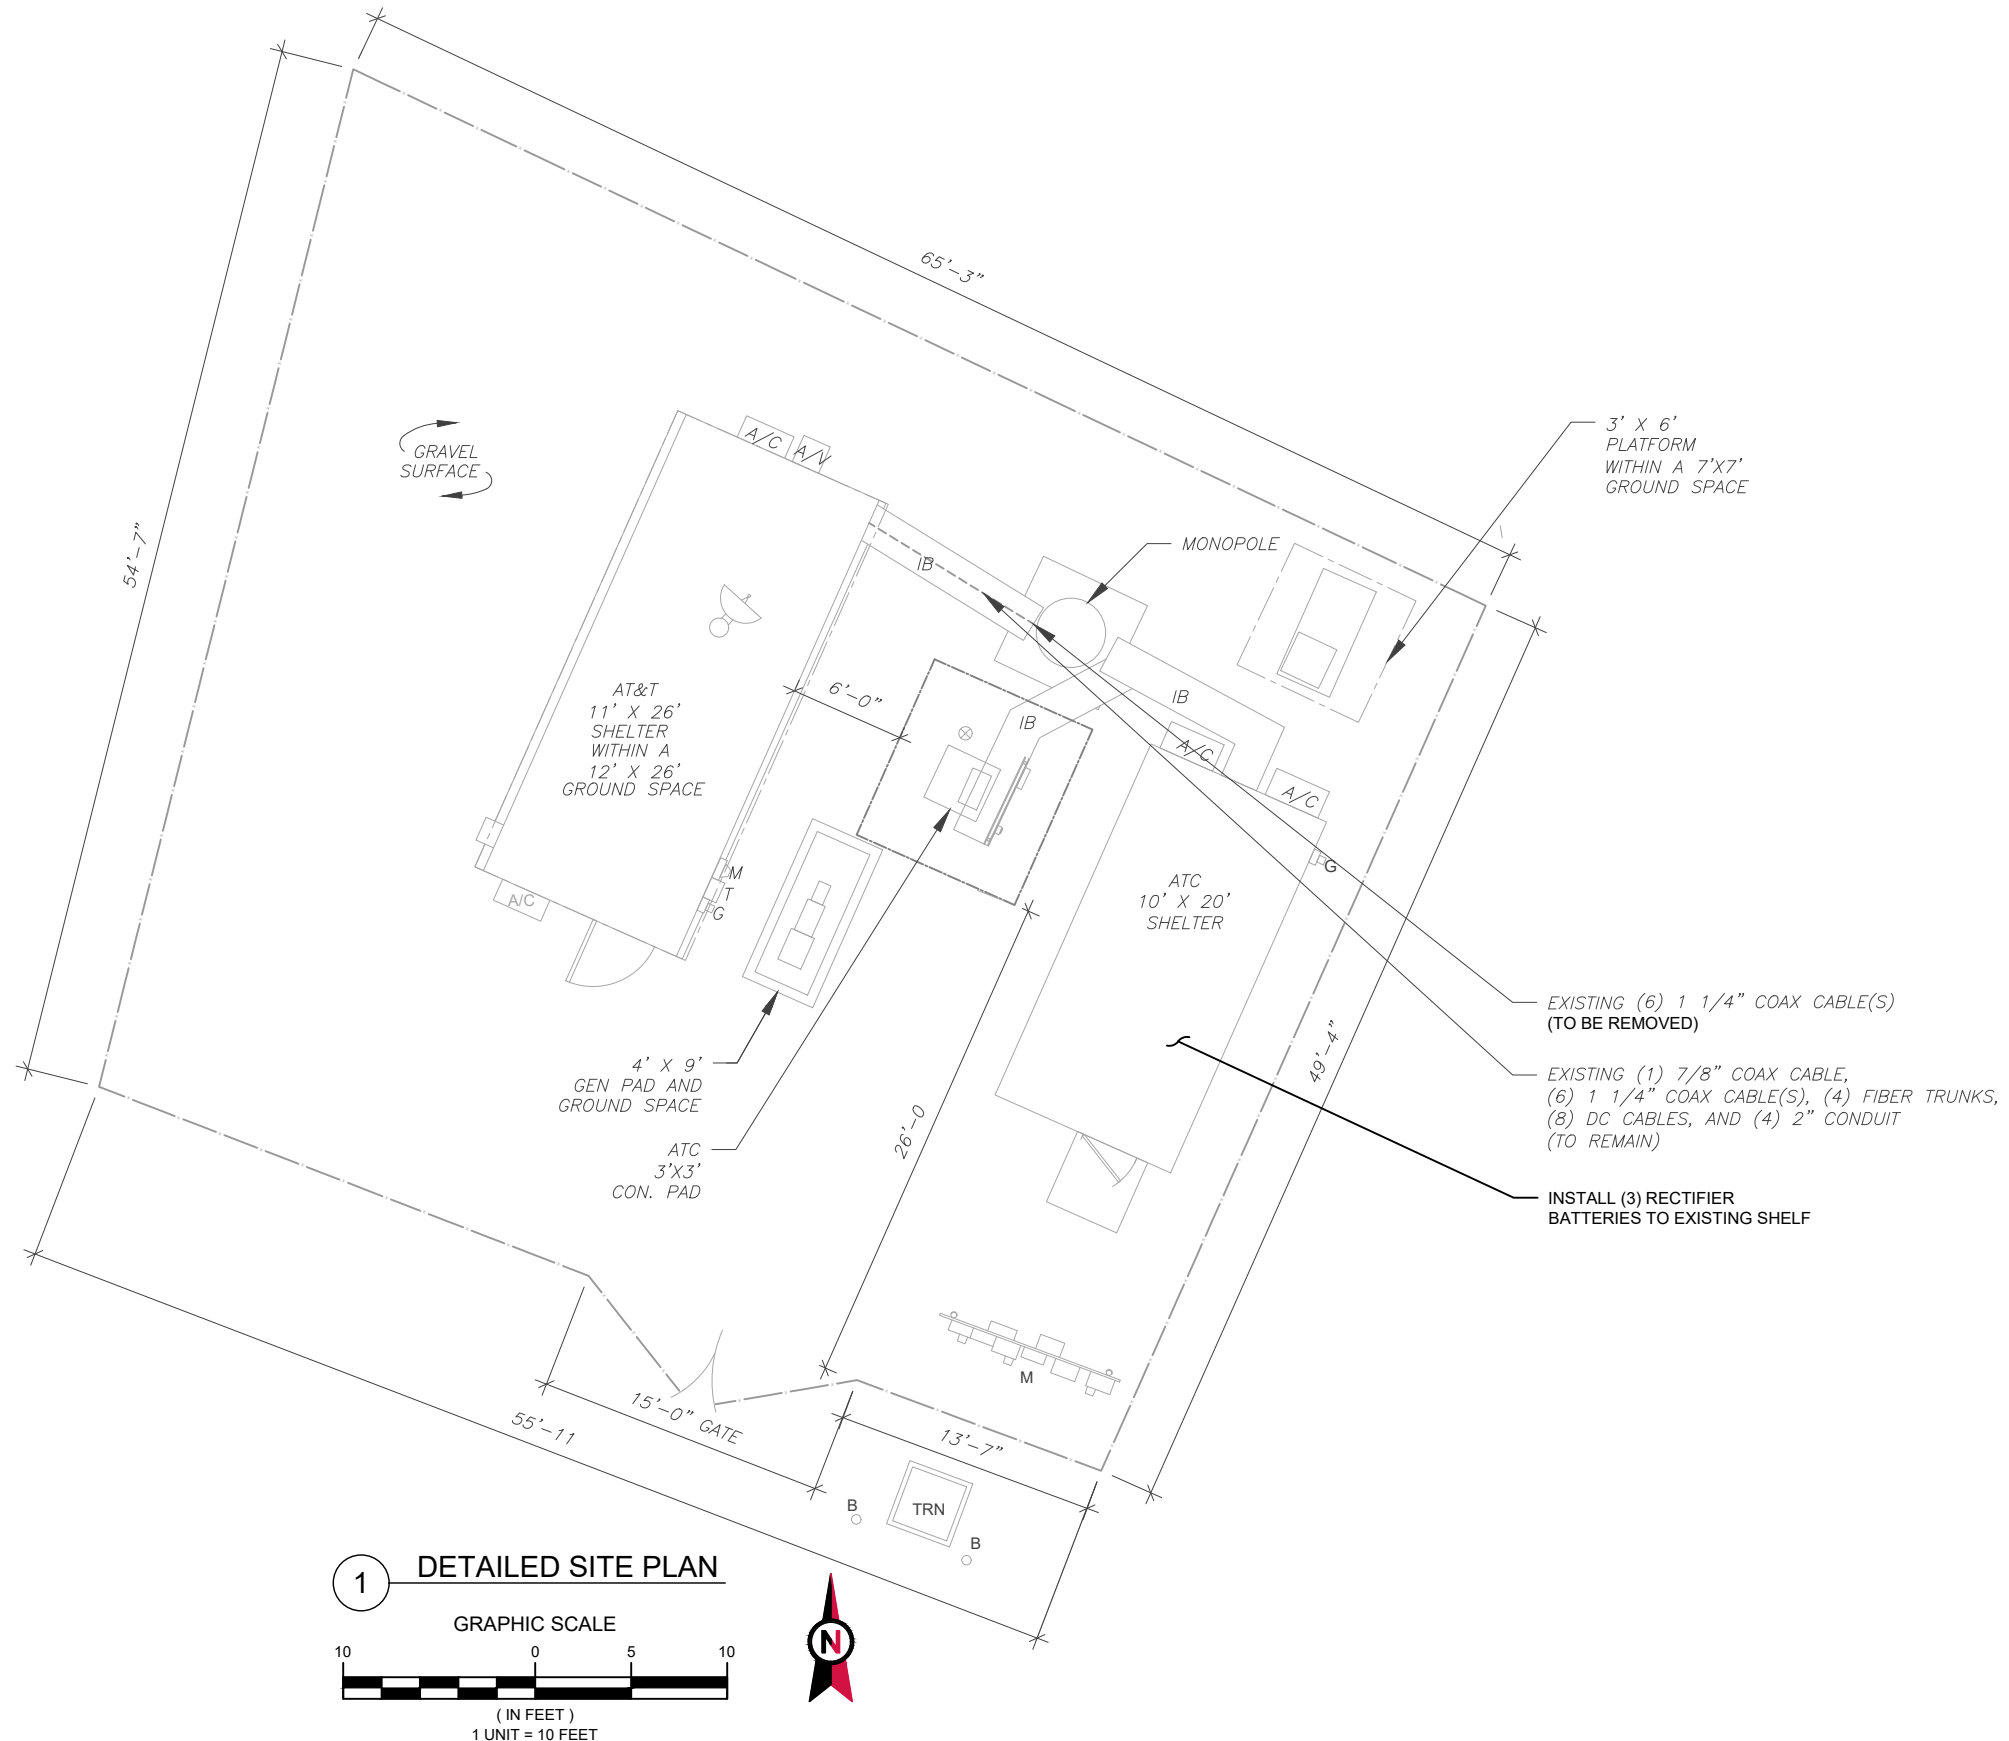 65'-3"
54'-7"
GRAVEL
SURFACE
A/C
A/V
3' X 6'
PLATFORM
WITHIN A 7'X7'
GROUND SPACE
MONOPOLE
IB
IB
IB
6'-0"
AT&T
11' X 26'
SHELTER
WITHIN A
12' X 26'
GROUND SPACE
A/C
A/C
M
T
G
A/C
G
ATC
10' X 20'
SHELTER
EXISTING (6) 1 1/4" COAX CABLE(S)
(TO BE REMOVED)
49'-4"
4' X 9'
GEN PAD AND
GROUND SPACE
EXISTING (1) 7/8" COAX CABLE,
(6) 1 1/4" COAX CABLE(S), (4) FIBER TRUNKS,
(8) DC CABLES, AND (4) 2" CONDUIT
(TO REMAIN)
26'-0
ATC
3'X3'
CON. PAD
INSTALL (3) RECTIFIER
BATTERIES TO EXISTING SHELF
M
15'-0" GATE
55'-11
13'-7"
B
TRN
B
1
DETAILED SITE PLAN
GRAPHIC SCALE
10 0 5 10
( IN FEET )
1 UNIT = 10 FEET
N